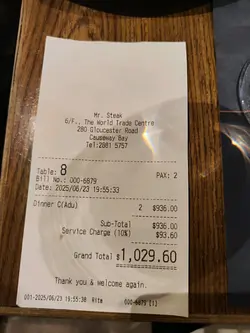 Mr. Steak
6/F., The World Trade Centre
280 Gloucester Road
Causeway Bay
Tel:2881 5757
Table: 8 PAX: 2
Bill No.: 000-6879
Date: 2025/06/23 19:55:33
Dinner C(Adu) 2 $936.00
Sub-Total $936.00
Service Charge (10%) $93.60
Grand Total $1,029.60
Thank you & welcome again.
001-2025/06/23 19:55:38 Rita 000-6879 [1]